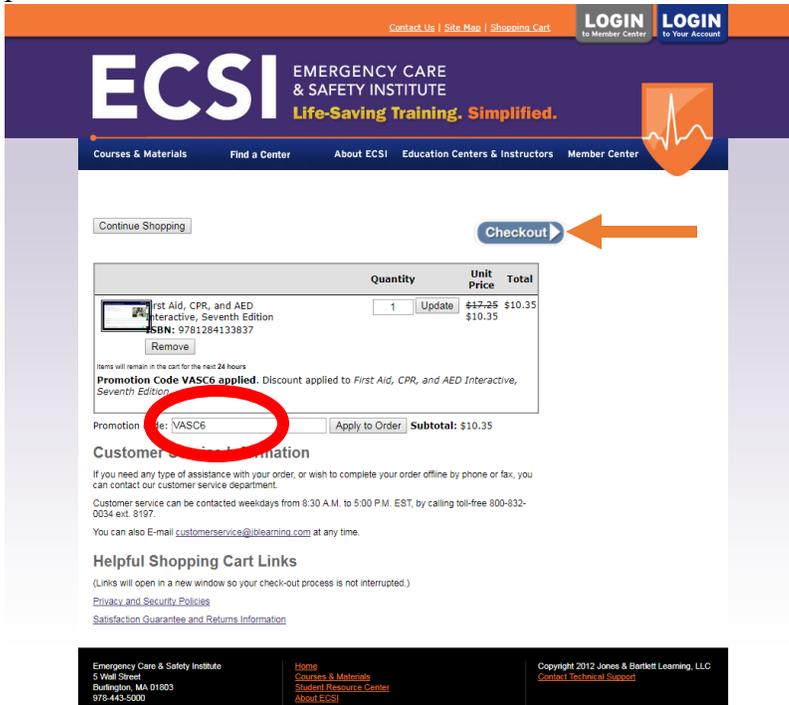 Contact Us | Site Map | Shopping Cart
LOGIN
to Member Center
LOGIN
to Your Account
ECSI
EMERGENCY CARE
& SAFETY INSTITUTE
Life-Saving Training. Simplified.
Courses & Materials Find a Center About ECSI Education Centers & Instructors Member Center
Continue Shopping
Checkout
Quantity Unit Price Total
First Aid, CPR, and AED
Interactive, Seventh Edition
ISBN: 9781284133837
1 Update $17.25 $10.35
$10.35
Remove
Items will remain in the cart for the next 24 hours
Promotion Code VASC6 applied. Discount applied to First Aid, CPR, and AED Interactive,
Seventh Edition
Promotion VASC6 Apply to Order Subtotal: $10.35
Customer Information
If you need any type of assistance with your order, or wish to complete your order offline by phone or fax, you
can contact our customer service department.
Customer service can be contacted weekdays from 8:30 A.M. to 5:00 P.M. EST, by calling toll-free 800-832-
0034 ext. 8197.
You can also E-mail customerservice@jblearning.com at any time.
Helpful Shopping Cart Links
(Links will open in a new window so your check-out process is not interrupted.)
Privacy and Security Policies
Satisfaction Guarantee and Returns Information
Emergency Care & Safety Institute
5 Wall Street
Burlington, MA 01803
978-443-5000
Home
Courses & Materials
Student Resource Center
About ECSI
Copyright 2012 Jones & Bartlett Learning, LLC
Contact Technical Support